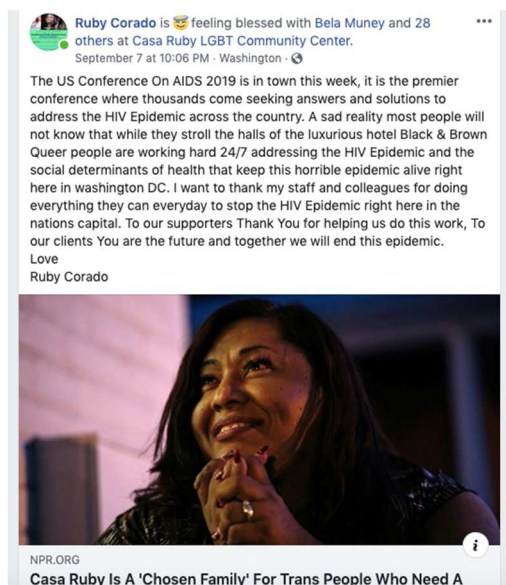 Ruby Corado is 😇 feeling blessed with Bela Muney and 28
others at Casa Ruby LGBT Community Center.
September 7 at 10:06 PM · Washington ·
The US Conference On AIDS 2019 is in town this week, it is the premier
conference where thousands come seeking answers and solutions to
address the HIV Epidemic across the country. A sad reality most people will
not know that while they stroll the halls of the luxurious hotel Black & Brown
Queer people are working hard 24/7 addressing the HIV Epidemic and the
social determinants of health that keep this horrible epidemic alive right
here in washington DC. I want to thank my staff and colleagues for doing
everything they can everyday to stop the HIV Epidemic right here in the
nations capital. To our supporters Thank You for helping us do this work, To
our clients You are the future and together we will end this epidemic.
Love
Ruby Corado
i
NPR.ORG
Casa Ruby Is A 'Chosen Family' For Trans People Who Need A